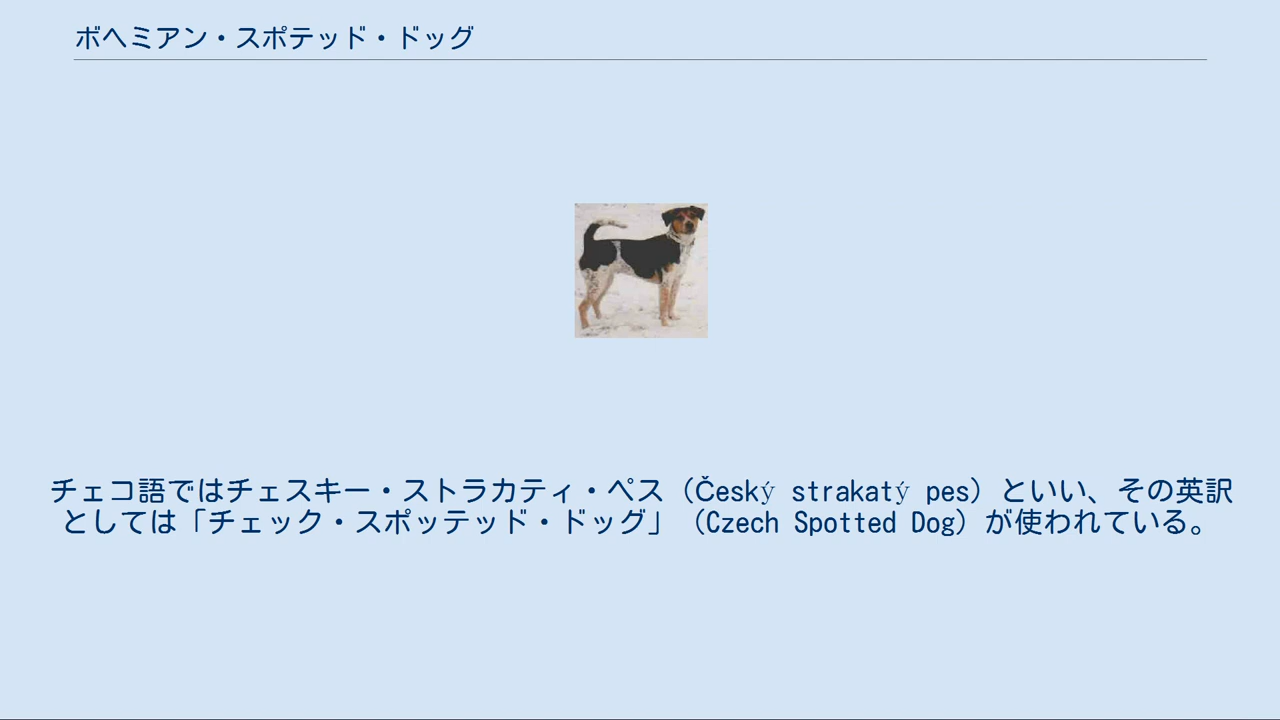 ボヘミアン・スポテッド・ドッグ
チェコ語ではチェスキー・ストラカティ・ペス（Český strakatý pes）といい、その英訳
としては「チェック・スポッテッド・ドッグ」（Czech Spotted Dog）が使われている。